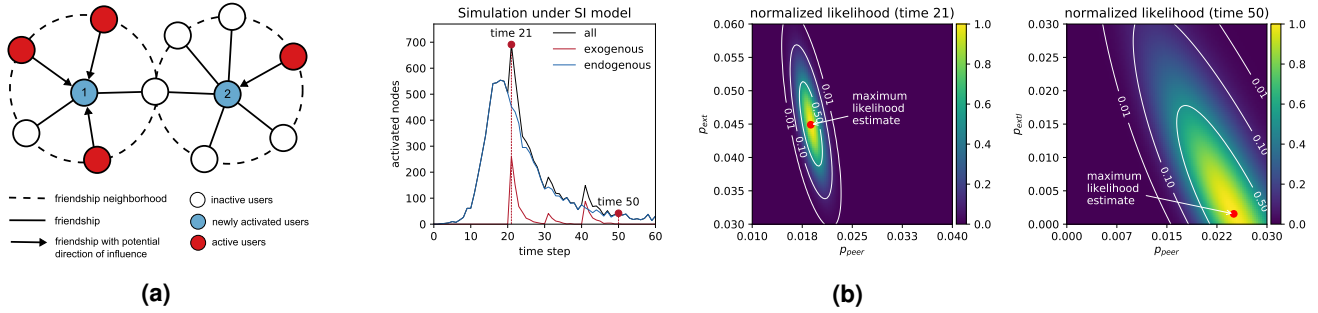 1
2
friendship neighborhood
friendship
friendship with potential
direction of influence
inactive users
newly activated users
active users
(a)
Simulation under SI model
activated nodes
700
600
500
400
300
200
100
0
0
10
20
30
40
50
60
time step
time 21
time 50
all
exogenous
endogenous
normalized likelihood (time 21)
p_ext
0.060
0.055
0.050
0.045
0.040
0.035
0.030
0.010
0.018
0.025
0.033
0.040
p_peer
0.01
0.01
0.50
0.10
maximum
likelihood
estimate
1.0
0.8
0.6
0.4
0.2
0.0
normalized likelihood (time 50)
p_extl
0.030
0.025
0.020
0.015
0.010
0.005
0.000
0.000
0.007
0.015
0.022
0.030
p_peer
0.01
0.01
0.10
0.10
0.50
maximum
likelihood
estimate
1.0
0.8
0.6
0.4
0.2
0.0
(b)